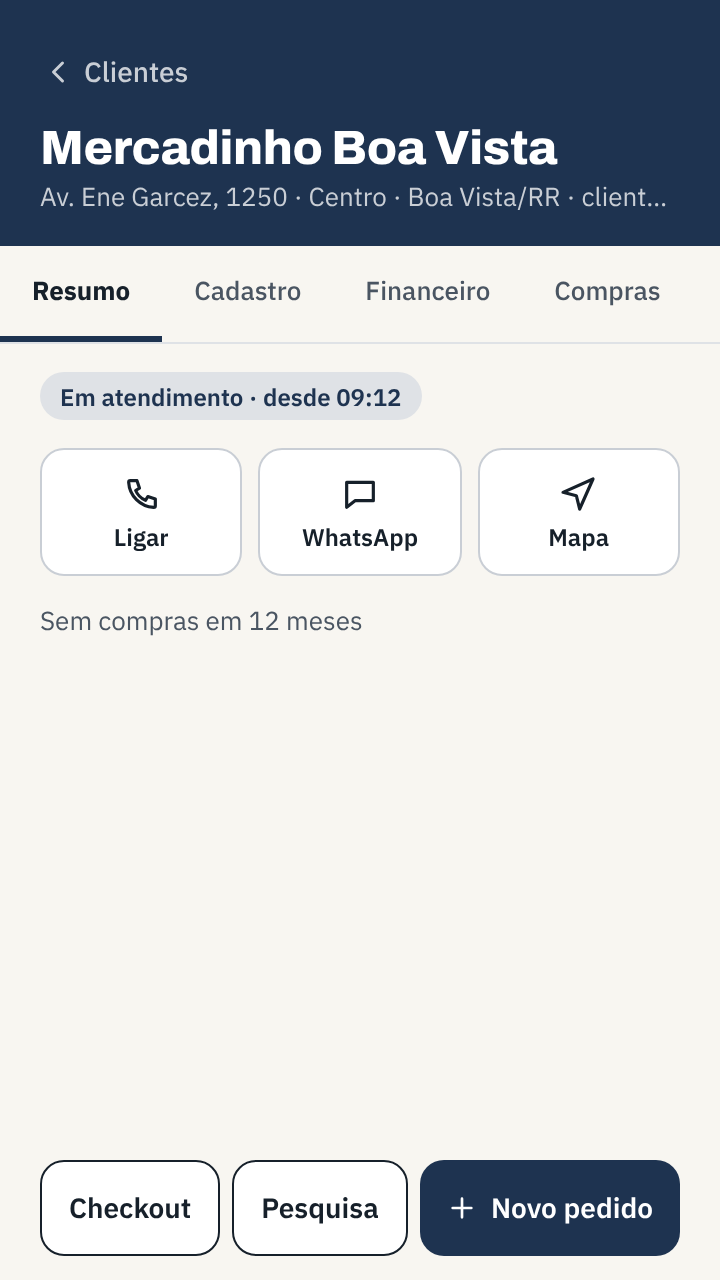 Clientes
Mercadinho Boa Vista
Av. Ene Garcez, 1250 · Centro · Boa Vista/RR · client...
Resumo Cadastro Financeiro Compras
Em atendimento · desde 09:12
Ligar WhatsApp Mapa
Sem compras em 12 meses
Checkout Pesquisa + Novo pedido